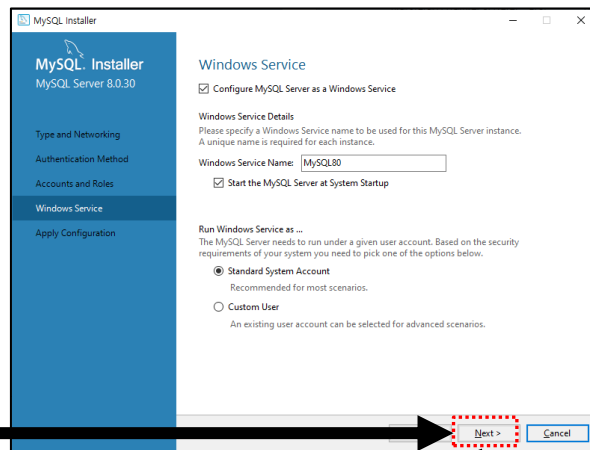 MySQL Installer
MySQL. Installer
MySQL Server 8.0.30
Type and Networking
Authentication Method
Accounts and Roles
Windows Service
Apply Configuration
Windows Service
Configure MySQL Server as a Windows Service
Windows Service Details
Please specify a Windows Service name to be used for this MySQL Server instance.
A unique name is required for each instance.
Windows Service Name: MySQL80
Start the MySQL Server at System Startup
Run Windows Service as ...
The MySQL Server needs to run under a given user account. Based on the security
requirements of your system you need to pick one of the options below.
Standard System Account
Recommended for most scenarios.
Custom User
An existing user account can be selected for advanced scenarios.
Next >
Cancel